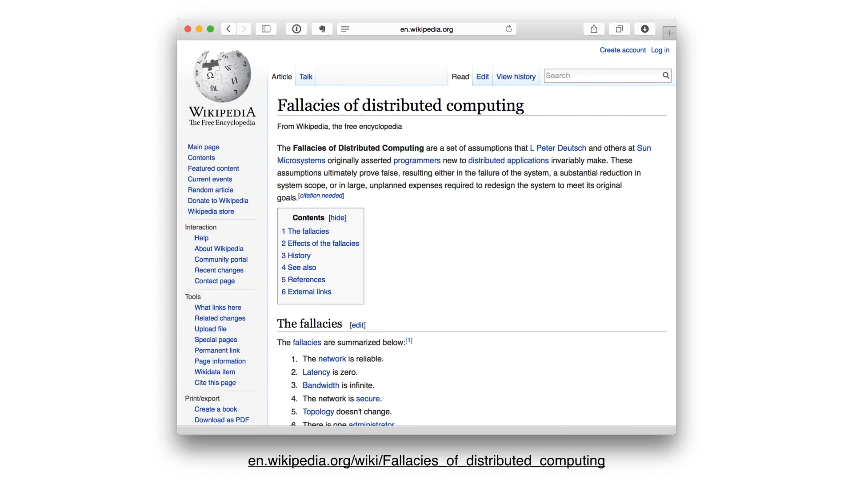 en.wikipedia.org
Create account Log in
Article Talk Read Edit View history Search
WIKIPEDIA
The Free Encyclopedia
Main page
Contents
Featured content
Current events
Random article
Donate to Wikipedia
Wikipedia store
Interaction
Help
About Wikipedia
Community portal
Recent changes
Contact page
Tools
What links here
Related changes
Upload file
Special pages
Permanent link
Page information
Wikidata item
Cite this page
Print/export
Create a book
Download as PDF
Fallacies of distributed computing
From Wikipedia, the free encyclopedia
The Fallacies of Distributed Computing are a set of assumptions that L Peter Deutsch and others at Sun
Microsystems originally asserted programmers new to distributed applications invariably make. These
assumptions ultimately prove false, resulting either in the failure of the system, a substantial reduction in
system scope, or in large, unplanned expenses required to redesign the system to meet its original
goals.[citation needed]
Contents [hide]
1 The fallacies
2 Effects of the fallacies
3 History
4 See also
5 References
6 External links
The fallacies [edit]
The fallacies are summarized below:[1]
1. The network is reliable.
2. Latency is zero.
3. Bandwidth is infinite.
4. The network is secure.
5. Topology doesn't change.
6. There is one administrator.
en.wikipedia.org/wiki/Fallacies_of_distributed_computing